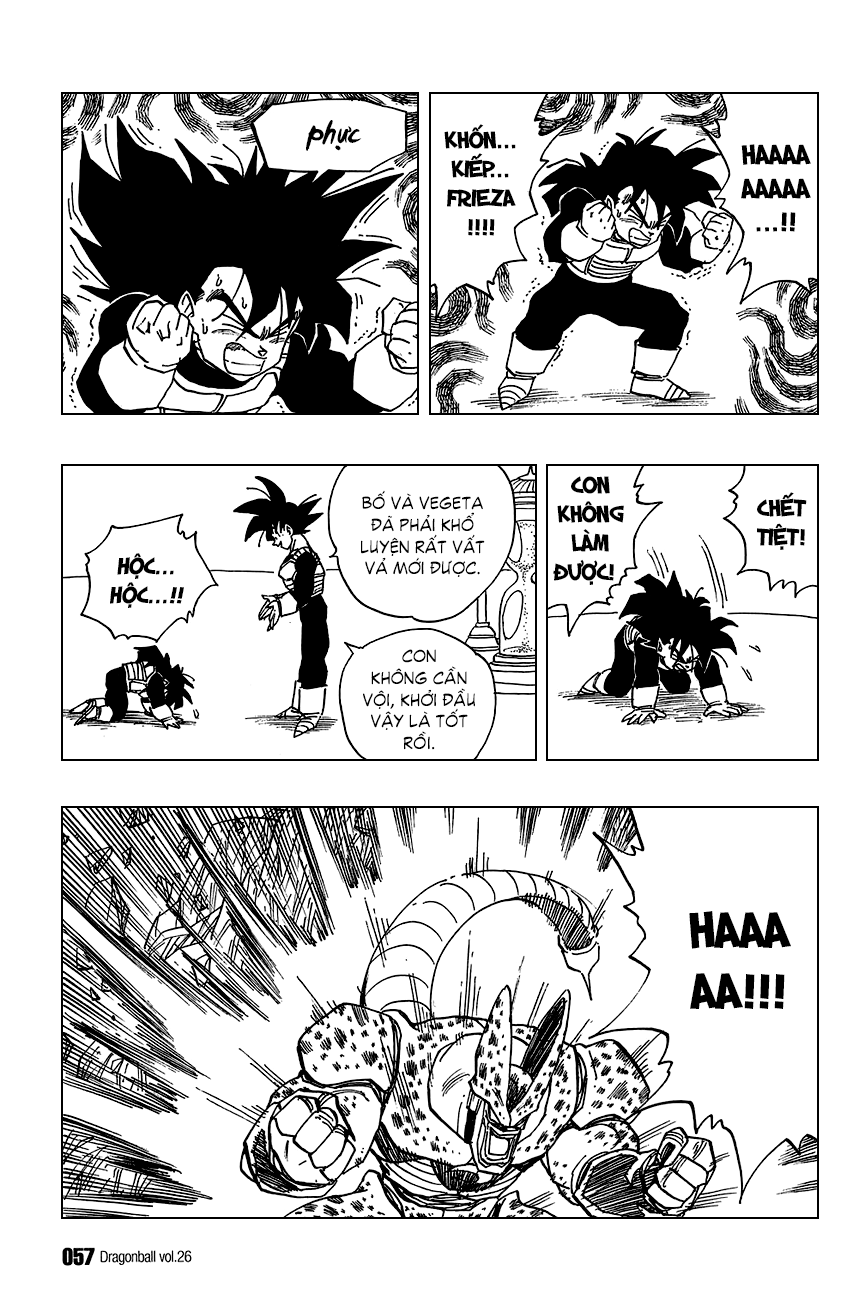 HAAAA
AAAAA
...!!
KHỐN...
KIẾP...
FRIEZA
!!!!
phực
CHẾT
TIỆT!
CON
KHÔNG
LÀM
ĐƯỢC!
BỐ VÀ VEGETA
ĐÃ PHẢI KHỔ
LUYỆN RẤT VẤT
VẢ MỚI ĐƯỢC.
CON
KHÔNG CẦN
VỘI, KHỞI ĐẦU
VẬY LÀ TỐT
RỒI.
HỘC...
HỘC...!!
HAAA
AA!!!
057 Dragonball vol.26